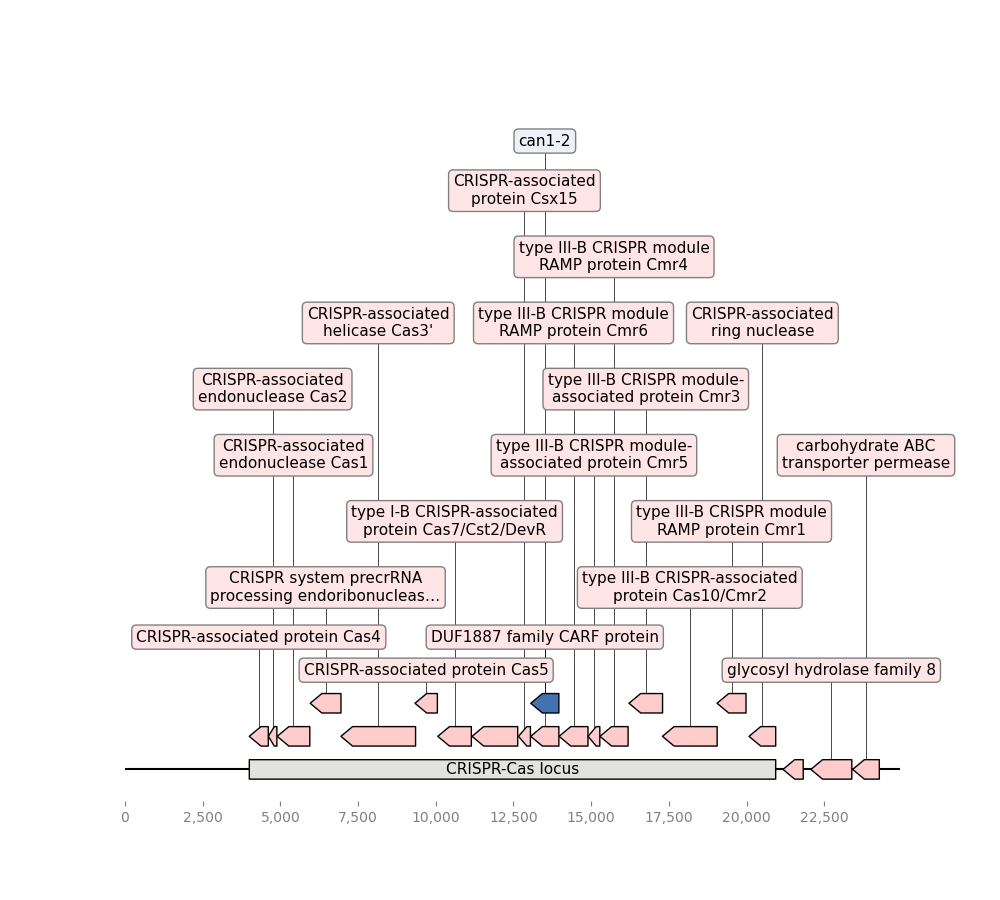 can1-2
CRISPR-associated
protein Csx15
type III-B CRISPR module
RAMP protein Cmr4
CRISPR-associated
helicase Cas3'
type III-B CRISPR module
RAMP protein Cmr6
CRISPR-associated
ring nuclease
CRISPR-associated
endonuclease Cas2
type III-B CRISPR module-
associated protein Cmr3
CRISPR-associated
endonuclease Cas1
type III-B CRISPR module-
associated protein Cmr5
carbohydrate ABC
transporter permease
type I-B CRISPR-associated
protein Cas7/Cst2/DevR
type III-B CRISPR module
RAMP protein Cmr1
CRISPR system precrRNA
processing endoribonucleas…
type III-B CRISPR-associated
protein Cas10/Cmr2
CRISPR-associated protein Cas4
DUF1887 family CARF protein
CRISPR-associated protein Cas5
glycosyl hydrolase family 8
CRISPR-Cas locus
0
2,500
5,000
7,500
10,000
12,500
15,000
17,500
20,000
22,500